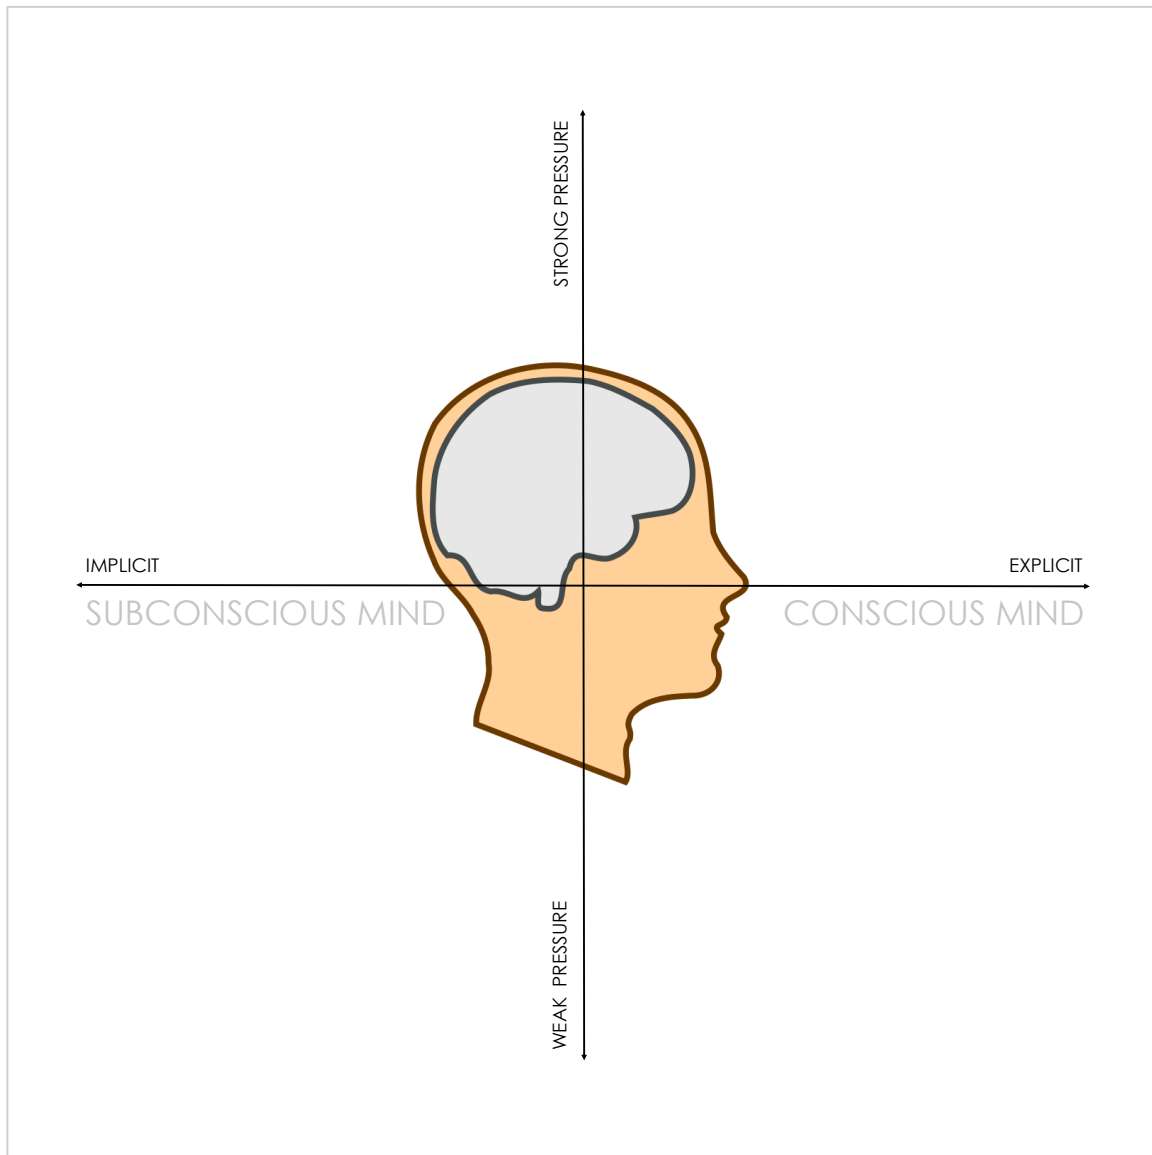 STRONG PRESSURE
IMPLICIT
EXPLICIT
SUBCONSCIOUS MIND
CONSCIOUS MIND
WEAK PRESSURE